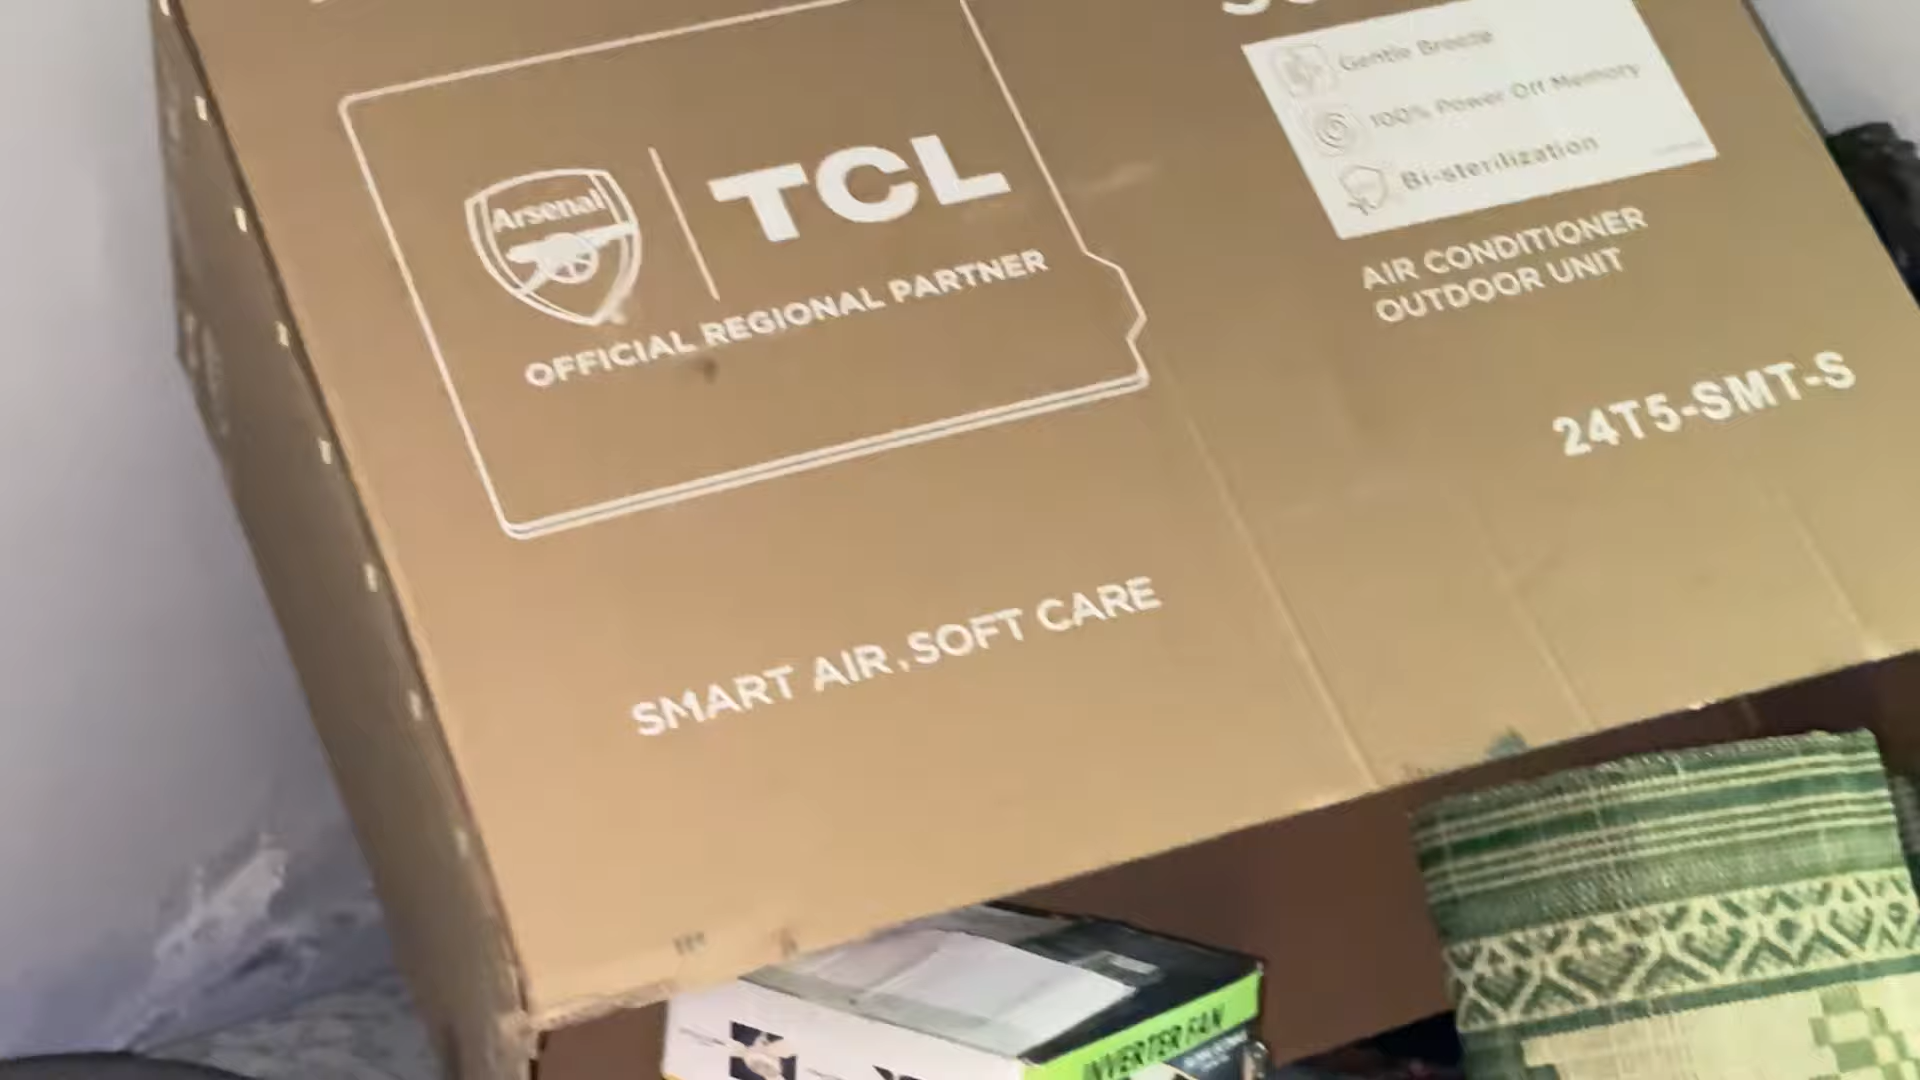 Arsenal
TCL
OFFICIAL REGIONAL PARTNER
Gentle Breeze
100% Power Off Memory
Bi-sterilization
AIR CONDITIONER
OUTDOOR UNIT
24T5-SMT-S
SMART AIR, SOFT CARE
INVERTER FAN